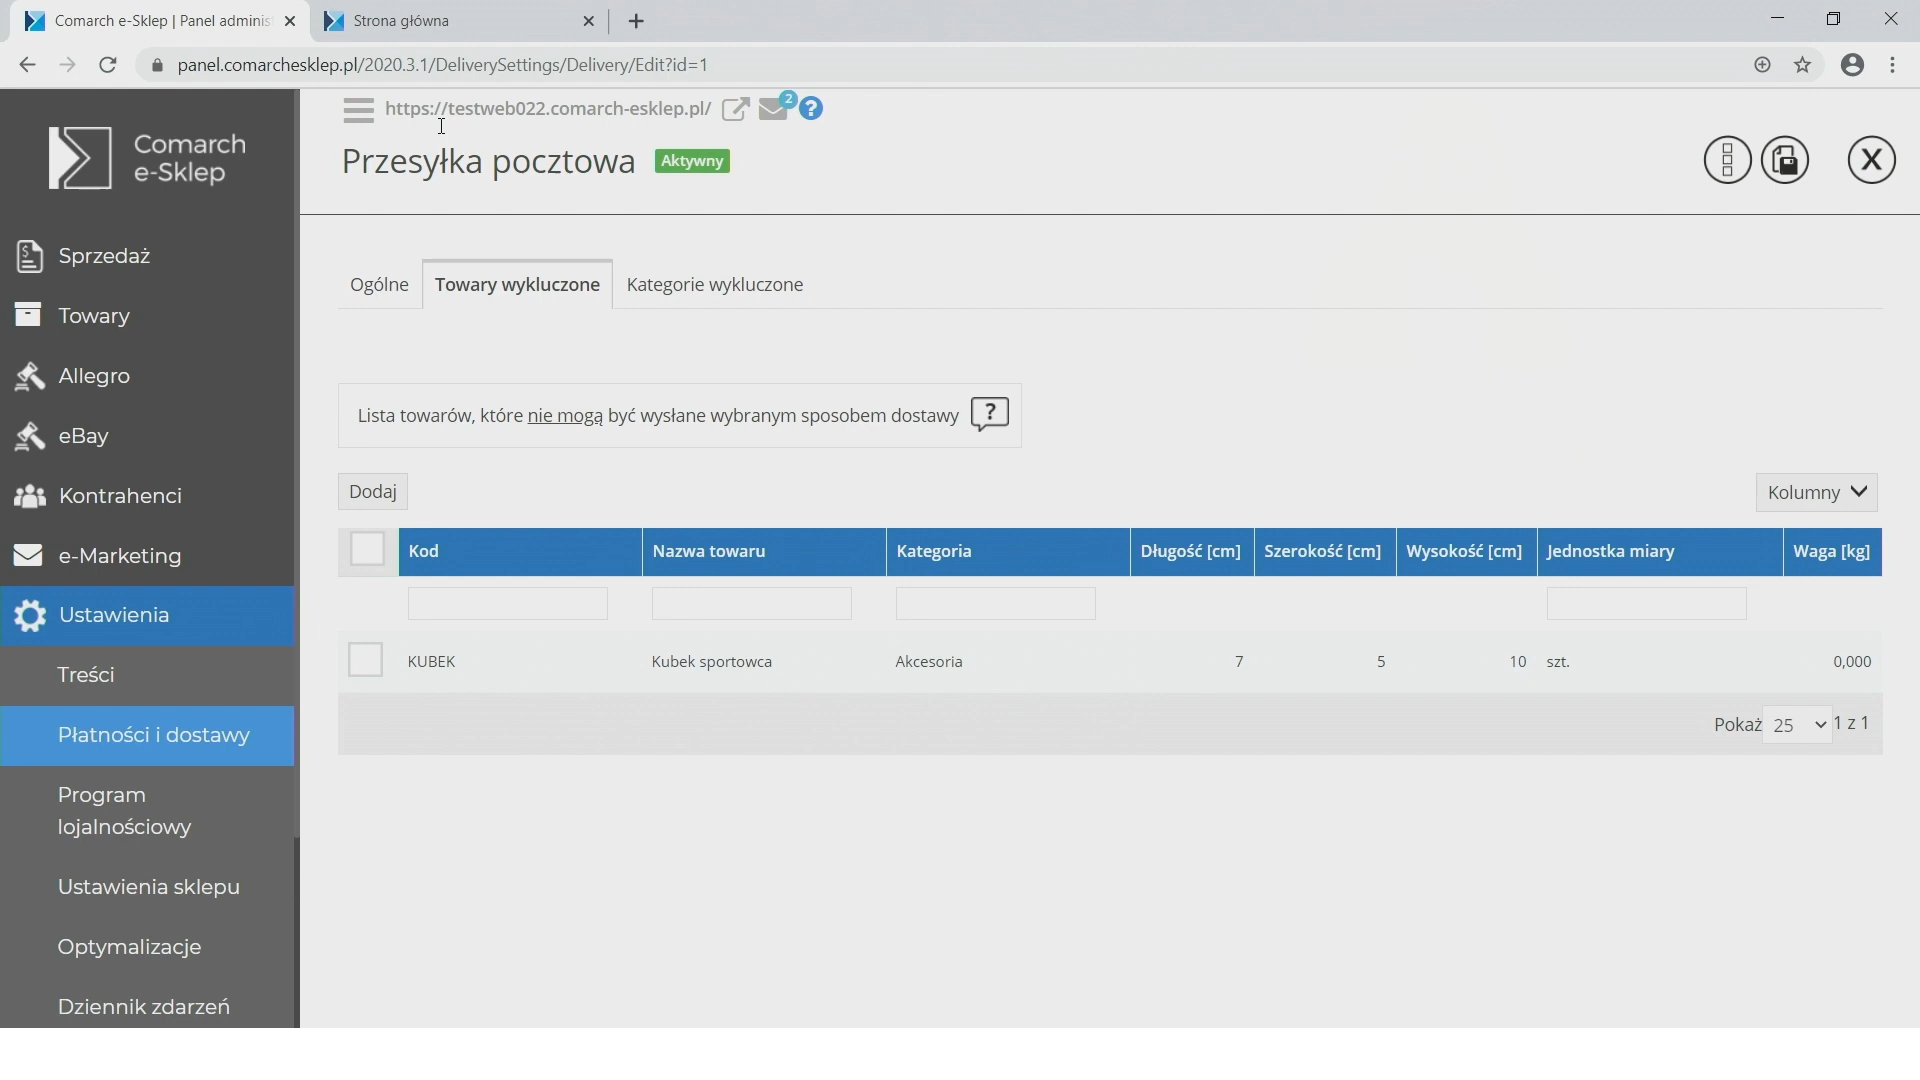 Comarch e-Sklep | Panel adminis
Strona główna
panel.comarchesklep.pl/2020.3.1/DeliverySettings/Delivery/Edit?id=1
https://testweb022.comarch-esklep.pl/
2
?
Comarch
e-Sklep
Przesyłka pocztowa
Aktywny
X
Sprzedaż
Towary
Allegro
eBay
Kontrahenci
e-Marketing
Ustawienia
Treści
Płatności i dostawy
Program
lojalnościowy
Ustawienia sklepu
Optymalizacje
Dziennik zdarzeń
Ogólne
Towary wykluczone
Kategorie wykluczone
Lista towarów, które nie mogą być wysłane wybranym sposobem dostawy ?
Dodaj
Kolumny
Kod Nazwa towaru Kategoria Długość [cm] Szerokość [cm] Wysokość [cm] Jednostka miary Waga [kg]
KUBEK Kubek sportowca Akcesoria 7 5 10 szt. 0,000
Pokaż 25 1 z 1